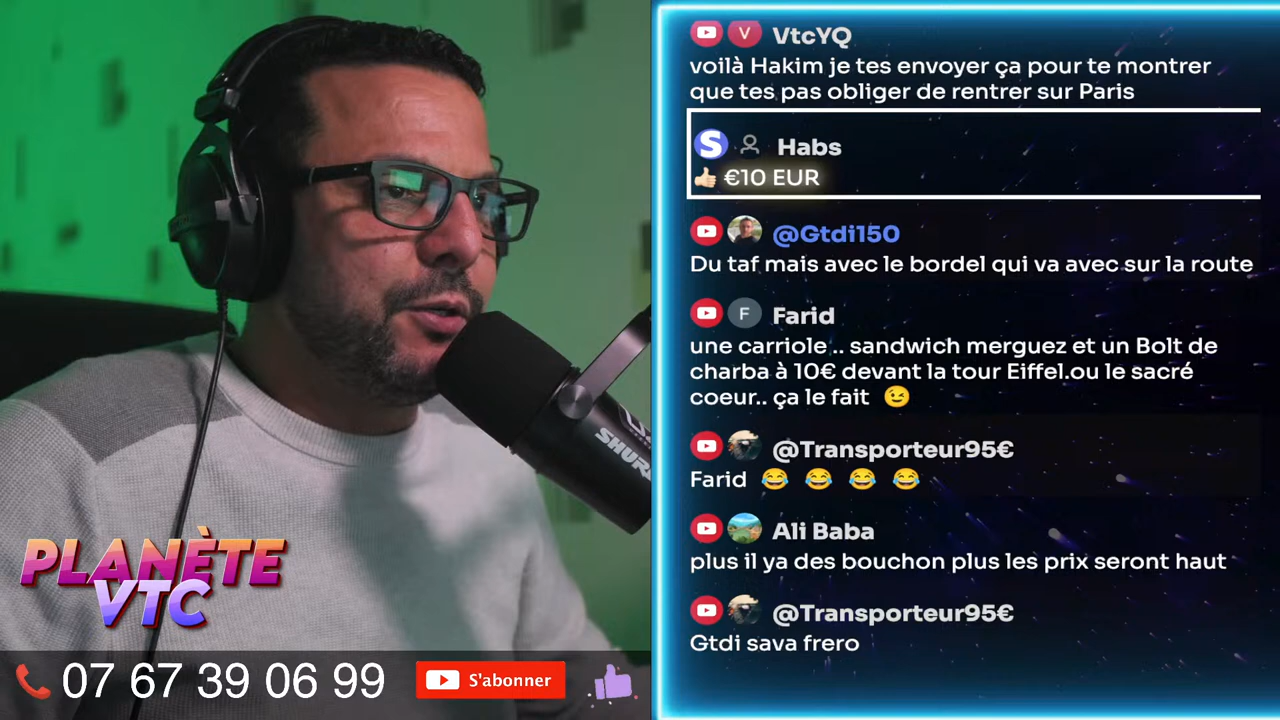 VtcYQ
voilà Hakim je tes envoyer ça pour te montrer
que tes pas obliger de rentrer sur Paris
S Habs
👍🏻 €10 EUR
@Gtdi150
Du taf mais avec le bordel qui va avec sur la route
F Farid
une carriole .. sandwich merguez et un Bolt de
charba à 10€ devant la tour Eiffel.ou le sacré
coeur.. ça le fait 😉
@Transporteur95€
Farid 😂 😂 😂 😂
Ali Baba
plus il ya des bouchon plus les prix seront haut
@Transporteur95€
Gtdi sava frero
SHURE
PLANÈTE
VTC
07 67 39 06 99
S'abonner